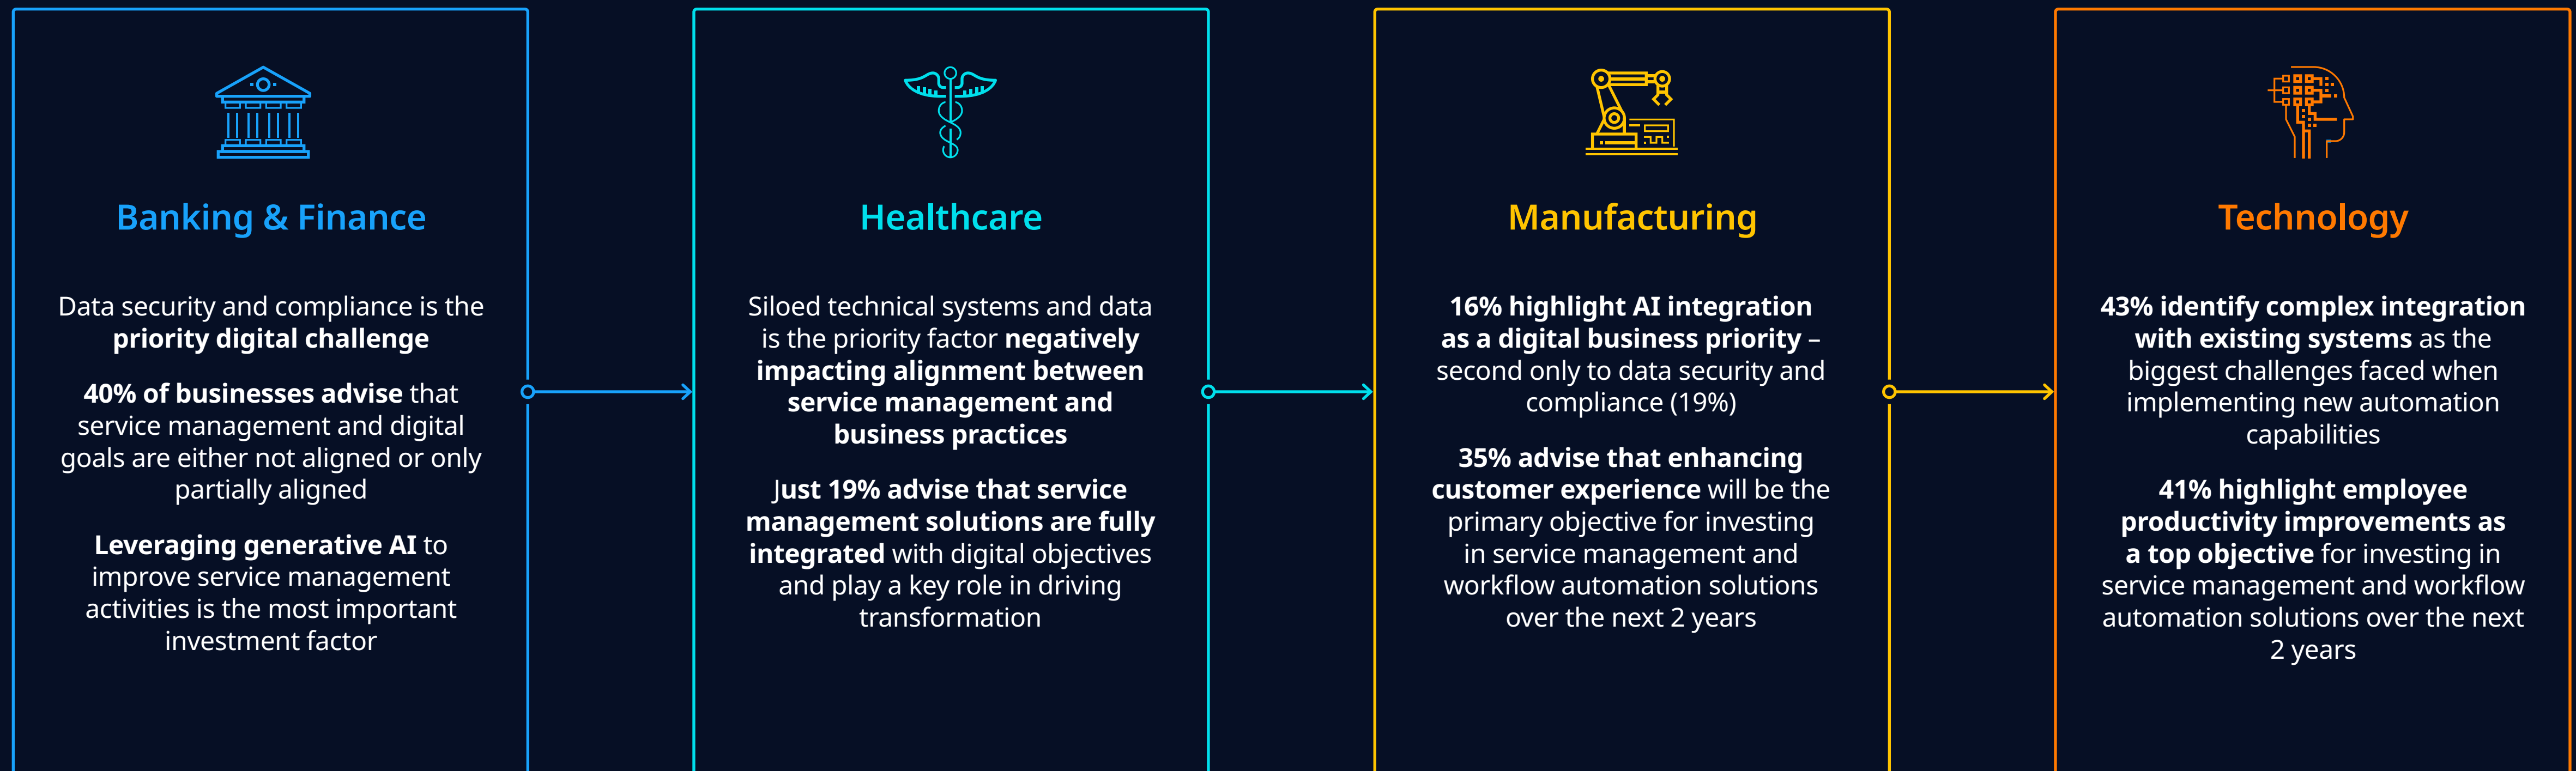 Banking & Finance
Data security and compliance is the
priority digital challenge
40% of businesses advise that
service management and digital
goals are either not aligned or only
partially aligned
Leveraging generative AI to
improve service management
activities is the most important
investment factor
Healthcare
Siloed technical systems and data
is the priority factor negatively
impacting alignment between
service management and
business practices
Just 19% advise that service
management solutions are fully
integrated with digital objectives
and play a key role in driving
transformation
Manufacturing
16% highlight AI integration
as a digital business priority –
second only to data security and
compliance (19%)
35% advise that enhancing
customer experience will be the
primary objective for investing
in service management and
workflow automation solutions
over the next 2 years
Technology
43% identify complex integration
with existing systems as the
biggest challenges faced when
implementing new automation
capabilities
41% highlight employee
productivity improvements as
a top objective for investing in
service management and workflow
automation solutions over the next
2 years